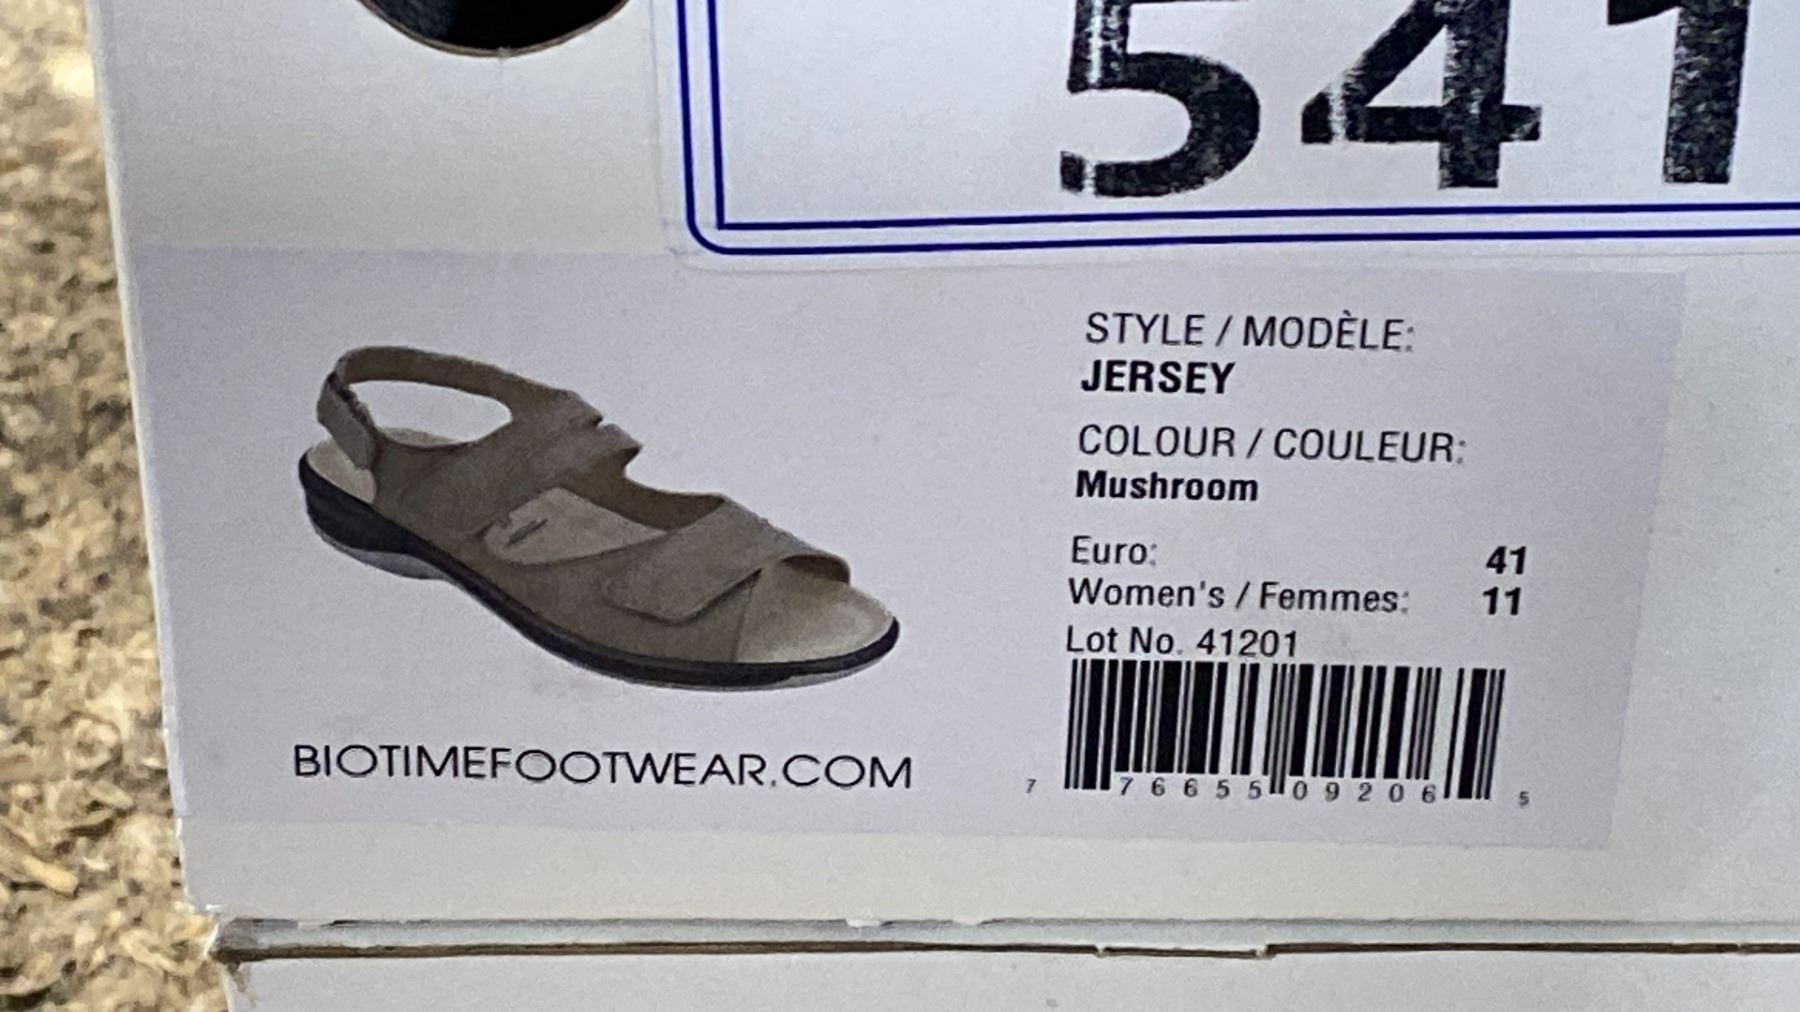 541
STYLE / MODÈLE:
JERSEY
COLOUR / COULEUR:
Mushroom
Euro: 41
Women's / Femmes: 11
Lot No. 41201
7 76655 09206 5
BIOTIMEFOOTWEAR.COM